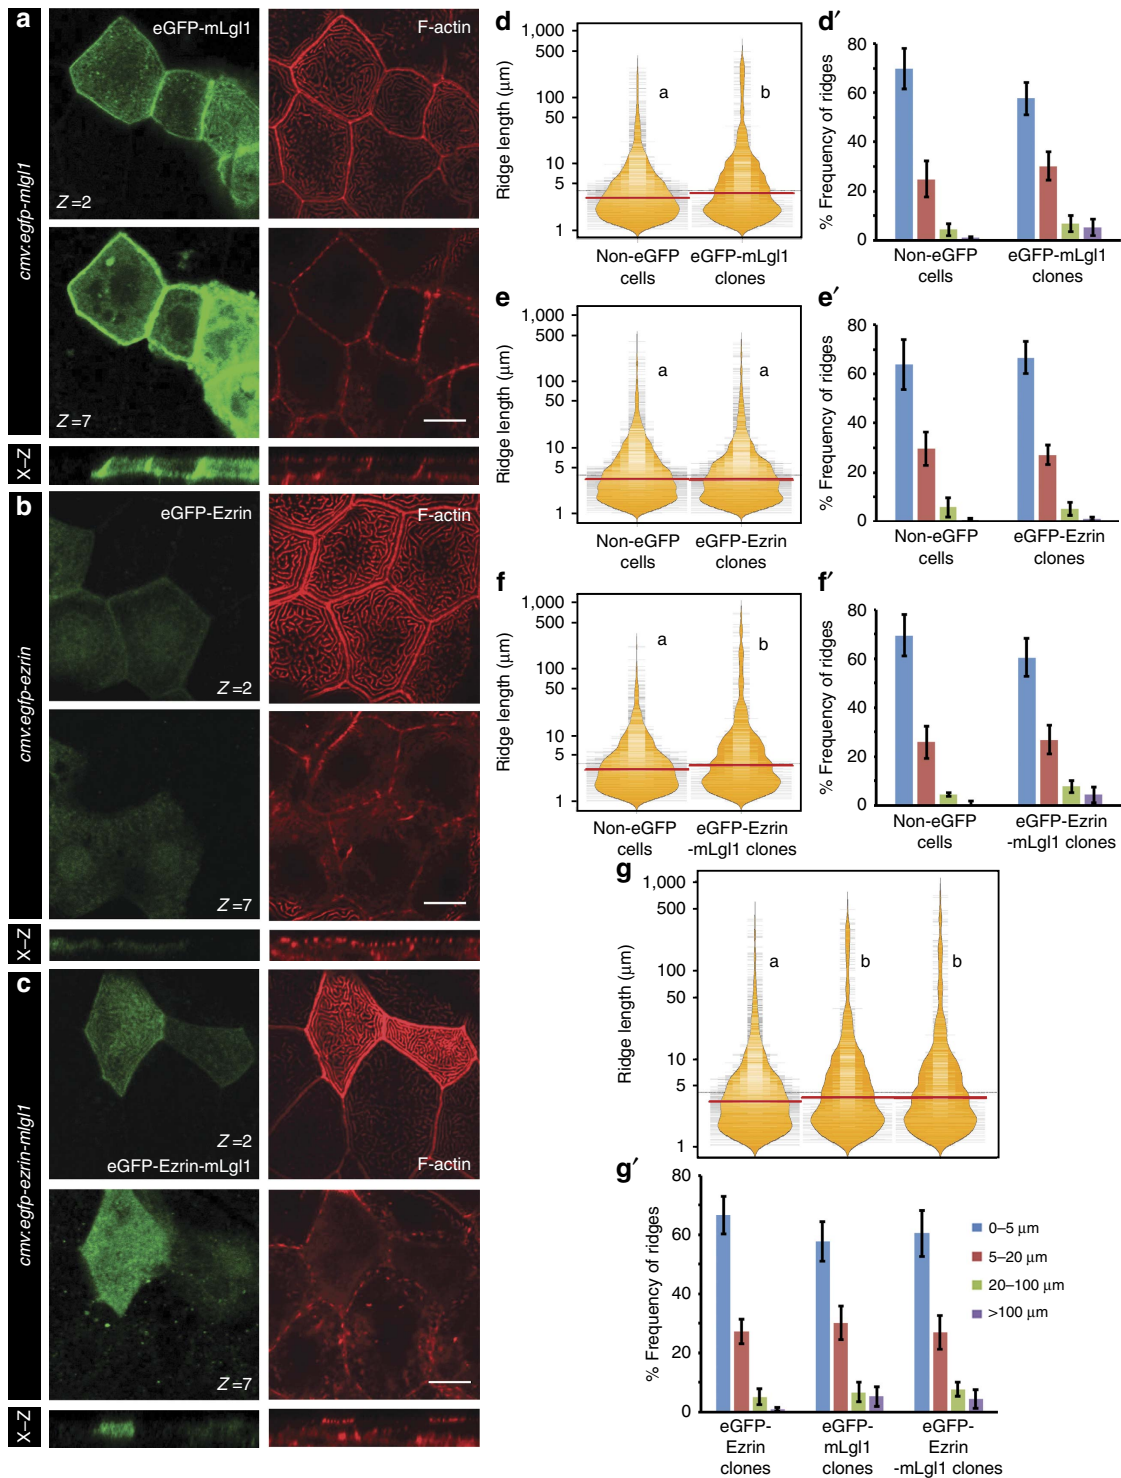 a
cmv:egfp-mlgl1
eGFP-mLgl1
F-actin
Z=2
Z=7
X–Z
b
cmv:egfp-ezrin
eGFP-Ezrin
F-actin
Z=2
Z=7
X–Z
c
cmv:egfp-ezrin-mlgl1
Z=2
eGFP-Ezrin-mLgl1
F-actin
Z=7
X–Z
d
Ridge length (μm)
1,000
500
100
50
10
5
1
a
b
Non-eGFP
cells
eGFP-mLgl1
clones
d′
% Frequency of ridges
80
60
40
20
0
Non-eGFP
cells
eGFP-mLgl1
clones
e
Ridge length (μm)
1,000
500
100
50
10
5
1
a
a
Non-eGFP
cells
eGFP-Ezrin
clones
e′
% Frequency of ridges
80
60
40
20
0
Non-eGFP
cells
eGFP-Ezrin
clones
f
Ridge length (μm)
1,000
500
100
50
10
5
1
a
b
Non-eGFP
cells
eGFP-Ezrin
-mLgl1 clones
f′
% Frequency of ridges
80
60
40
20
0
Non-eGFP
cells
eGFP-Ezrin
-mLgl1 clones
g
Ridge length (μm)
1,000
500
100
50
10
5
1
a
b
b
g′
% Frequency of ridges
80
60
40
20
0
eGFP-
Ezrin
clones
eGFP-
mLgl1
clones
eGFP-
Ezrin
-mLgl1 clones
0–5 μm
5–20 μm
20–100 μm
>100 μm